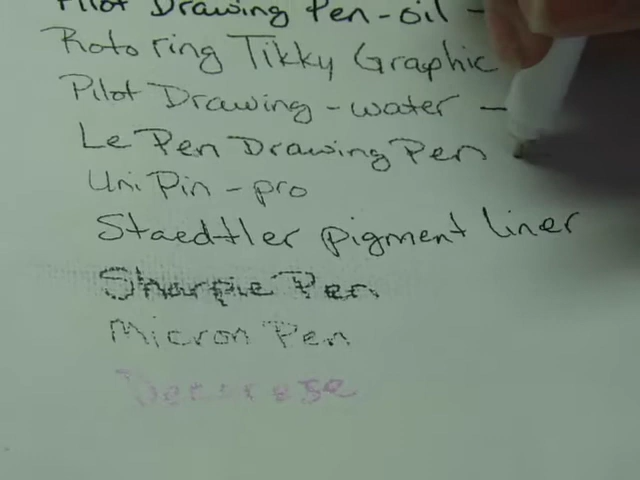 Pilot Drawing Pen-oil -
Rotoring Tikky Graphic
Pilot Drawing - water -
Le Pen Drawing Pen
Uni Pin - pro
Staedtler pigment liner
Sharpie Pen
Micron Pen